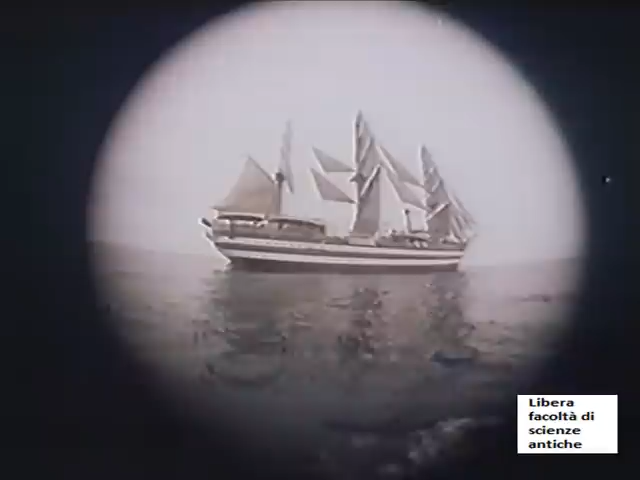 Libera
facoltà di
scienze
antiche